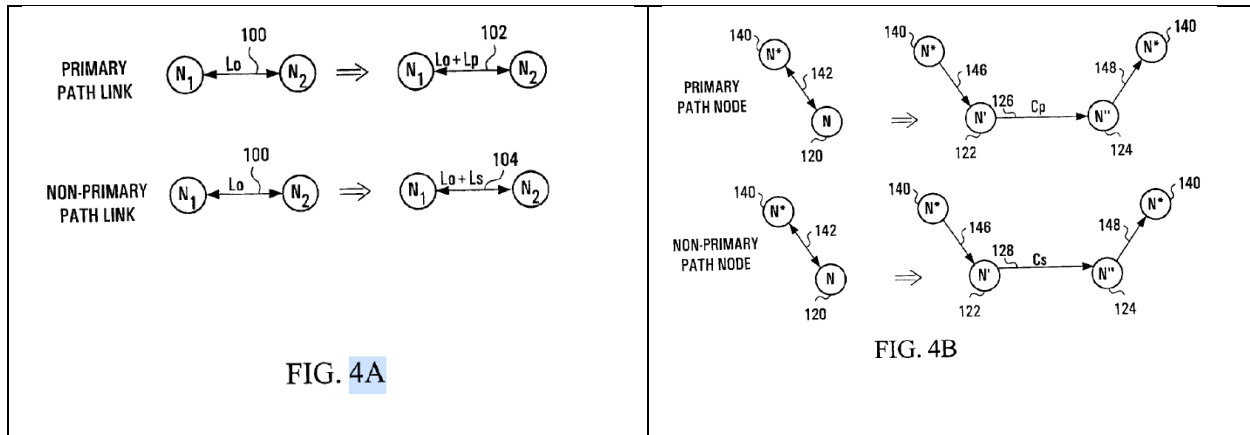 100
102
PRIMARY
PATH LINK
N1
Lo
N2
⇒
N1
Lo+Lp
N2
100
104
NON-PRIMARY
PATH LINK
N1
Lo
N2
⇒
N1
Lo+Ls
N2
FIG. 4A
140
N*
142
PRIMARY
PATH NODE
N
120
⇒
140
N*
146
126
Cp
N'
122
N"
124
148
N*
140
140
N*
142
NON-PRIMARY
PATH NODE
N
120
⇒
140
N*
146
128
Cs
N'
122
N"
124
148
N*
140
FIG. 4B